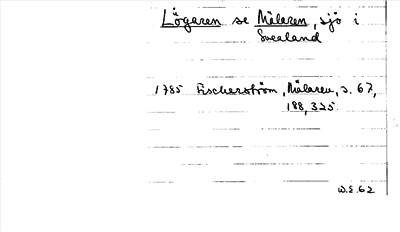 Lögaren se Mälaren, sjö i
Svealand
1785 Fischerström, Mälaren, s. 67,
188, 325.
W.E. 62